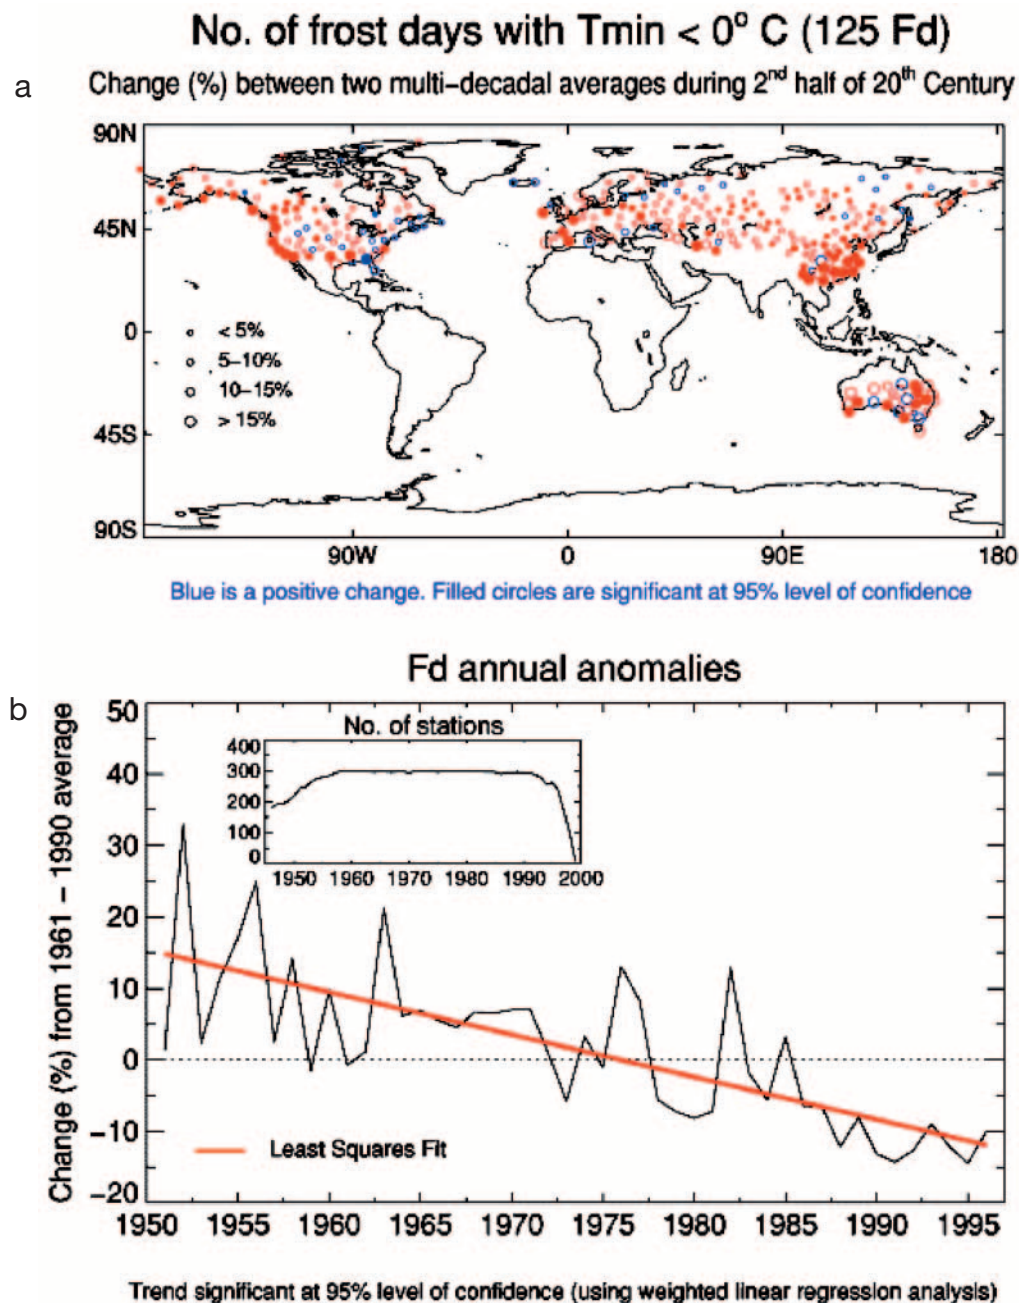 No. of frost days with Tmin < 0° C (125 Fd)
a
Change (%) between two multi–decadal averages during 2nd half of 20th Century
90N
45N
0
45S
90S
< 5%
5–10%
10–15%
> 15%
90W 0 90E 180
Blue is a positive change. Filled circles are significant at 95% level of confidence
Fd annual anomalies
b
Change (%) from 1961 – 1990 average
50
40
30
20
10
0
−10
−20
No. of stations
400
300
200
100
0
1950 1960 1970 1980 1990 2000
Least Squares Fit
1950 1955 1960 1965 1970 1975 1980 1985 1990 1995
Trend significant at 95% level of confidence (using weighted linear regression analysis)